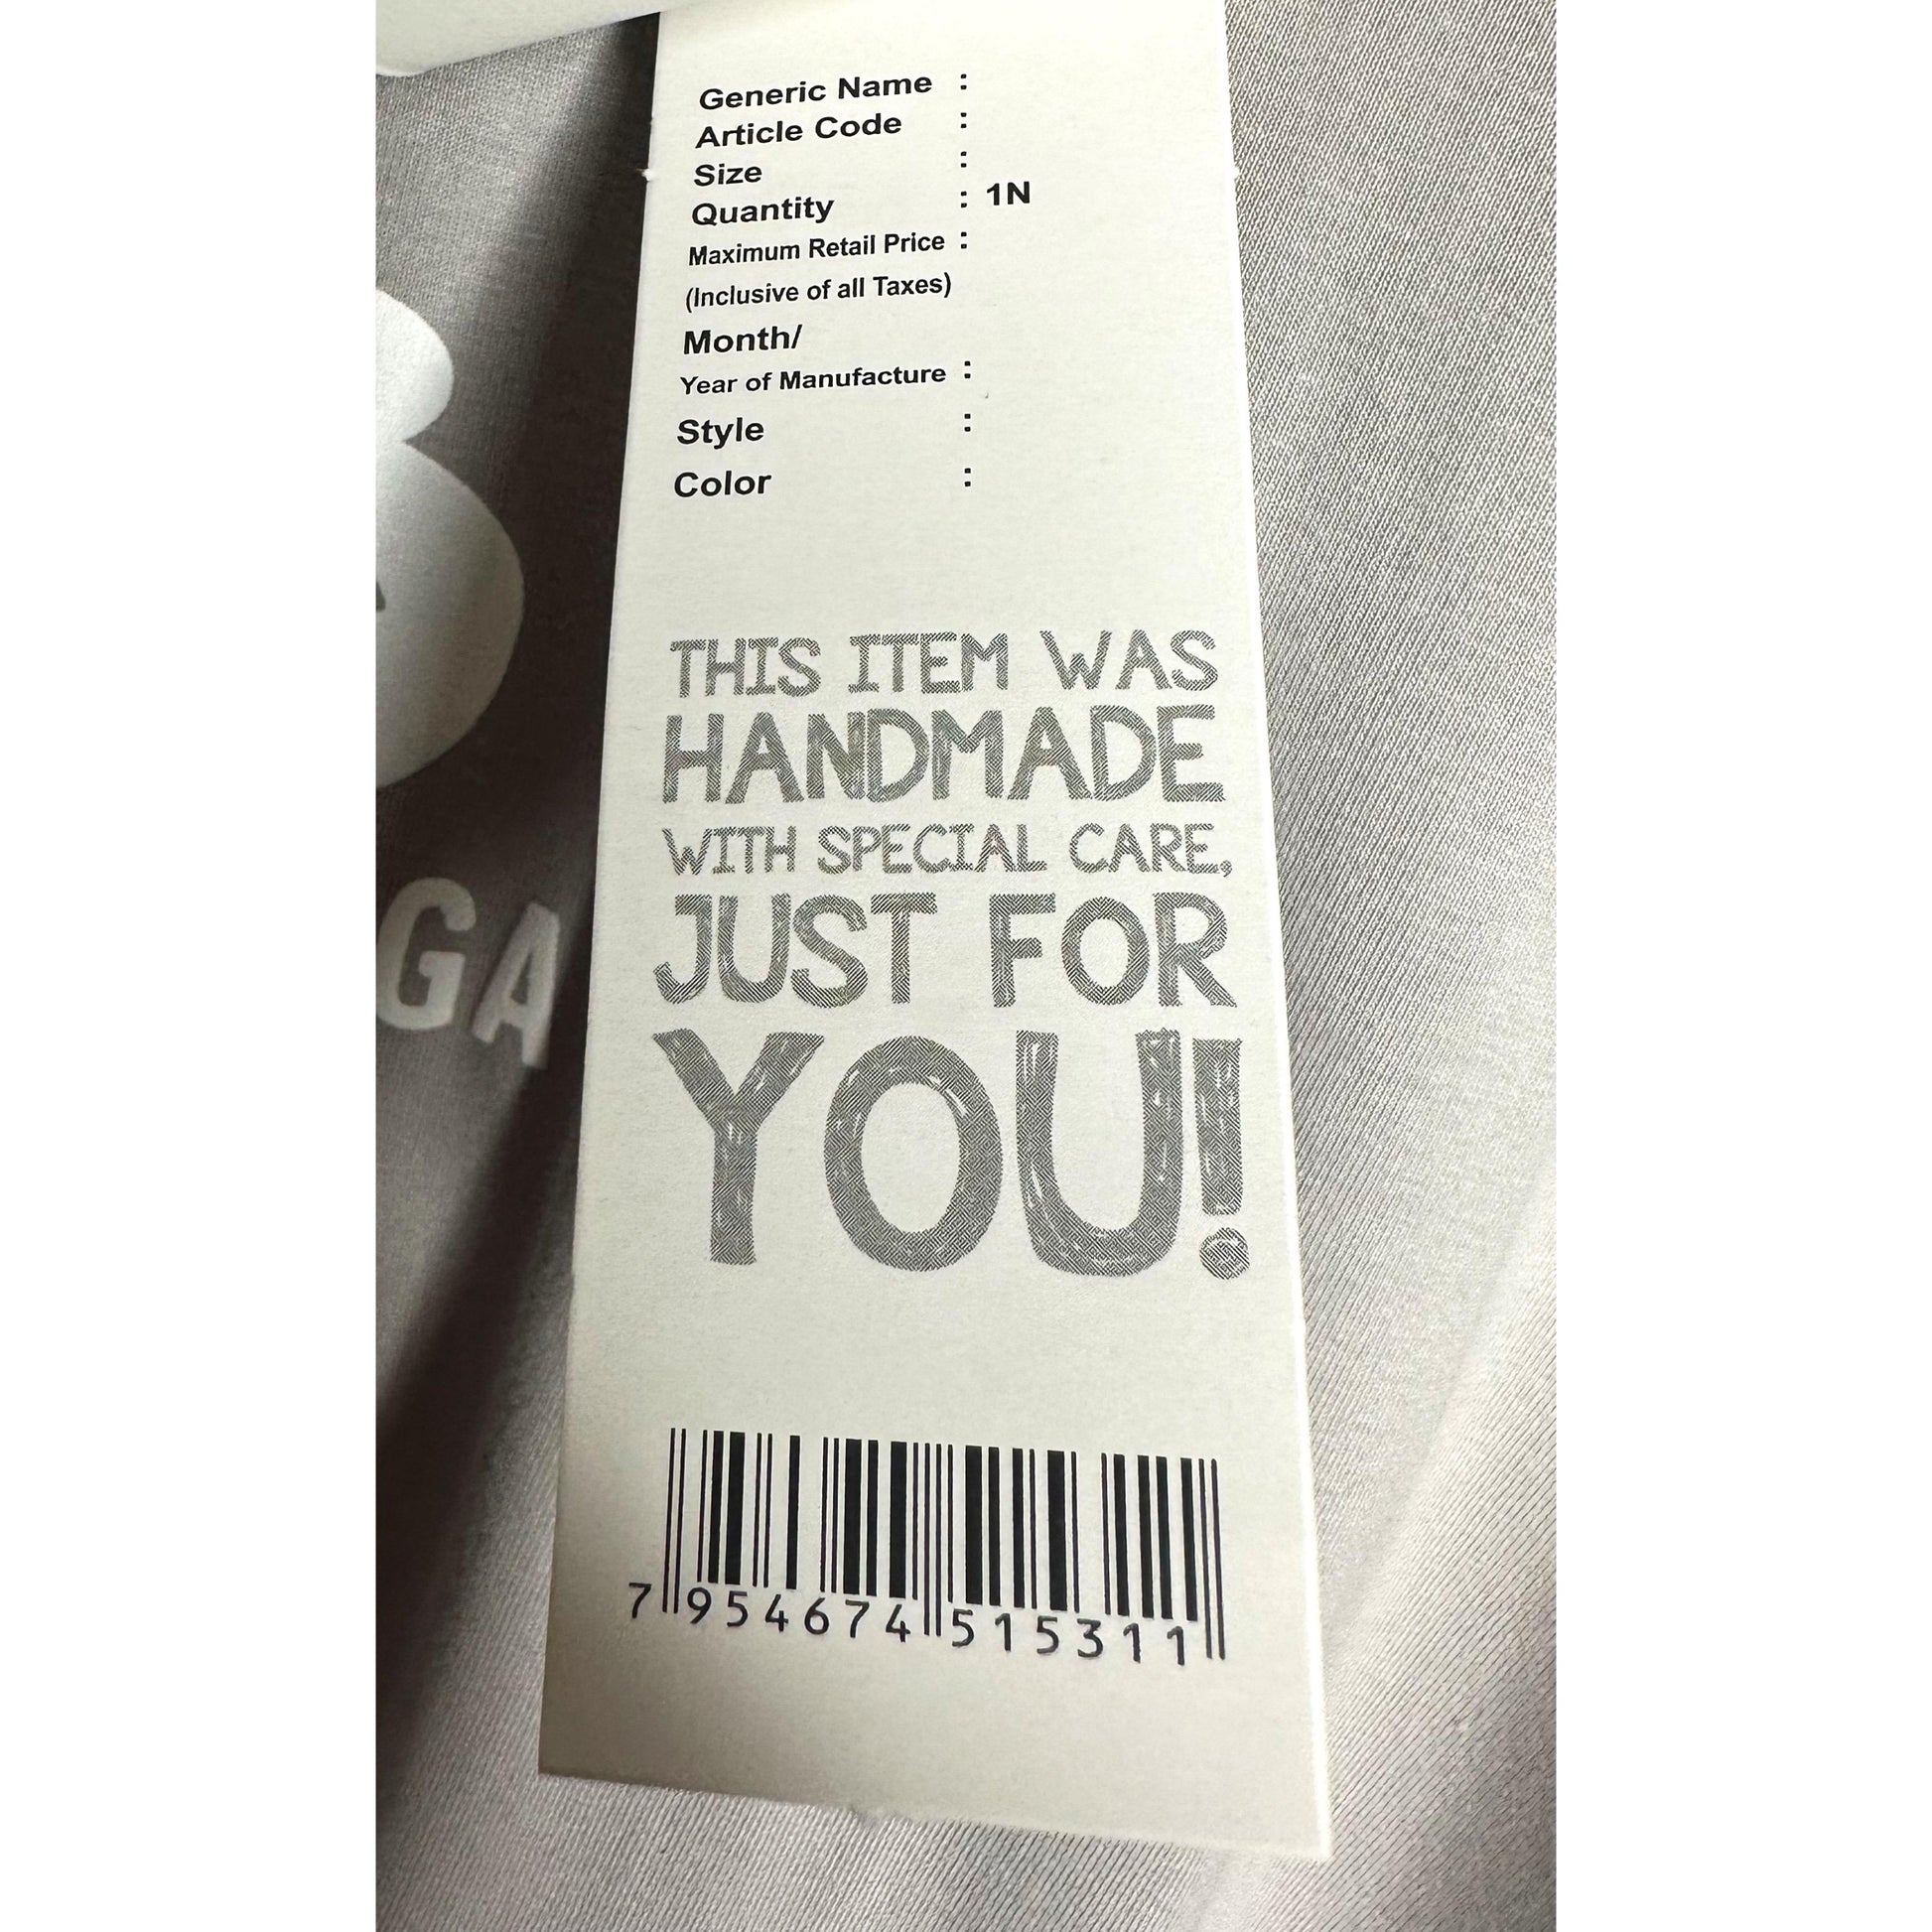 Generic Name :
Article Code :
Size :
Quantity : 1N
Maximum Retail Price :
(Inclusive of all Taxes)
Month/
Year of Manufacture :
Style :
Color :
THIS ITEM WAS
HANDMADE
WITH SPECIAL CARE,
JUST FOR
YOU!
GA
7 954674 515311